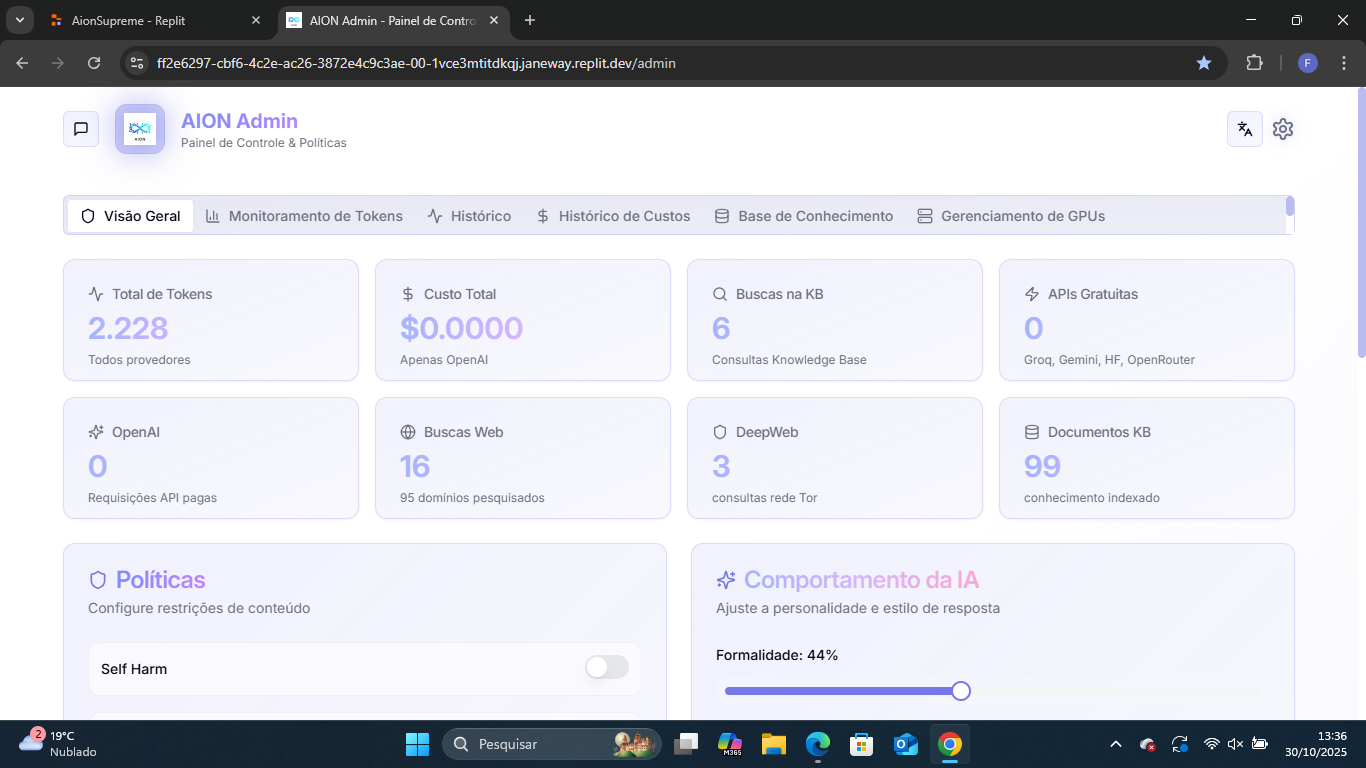 AionSupreme - Replit
AION Admin - Painel de Contro
ff2e6297-cbf6-4c2e-ac26-3872e4c9c3ae-00-1vce3mtitdkqj.janeway.replit.dev/admin
F
AION
AION Admin
Painel de Controle & Políticas
Visão Geral
Monitoramento de Tokens
Histórico
Histórico de Custos
Base de Conhecimento
Gerenciamento de GPUs
Total de Tokens
2.228
Todos provedores
Custo Total
$0.0000
Apenas OpenAI
Buscas na KB
6
Consultas Knowledge Base
APIs Gratuitas
0
Groq, Gemini, HF, OpenRouter
OpenAI
0
Requisições API pagas
Buscas Web
16
95 domínios pesquisados
DeepWeb
3
consultas rede Tor
Documentos KB
99
conhecimento indexado
Políticas
Configure restrições de conteúdo
Self Harm
Comportamento da IA
Ajuste a personalidade e estilo de resposta
Formalidade: 44%
2
19°C
Nublado
Pesquisar
M365
13:36
30/10/2025